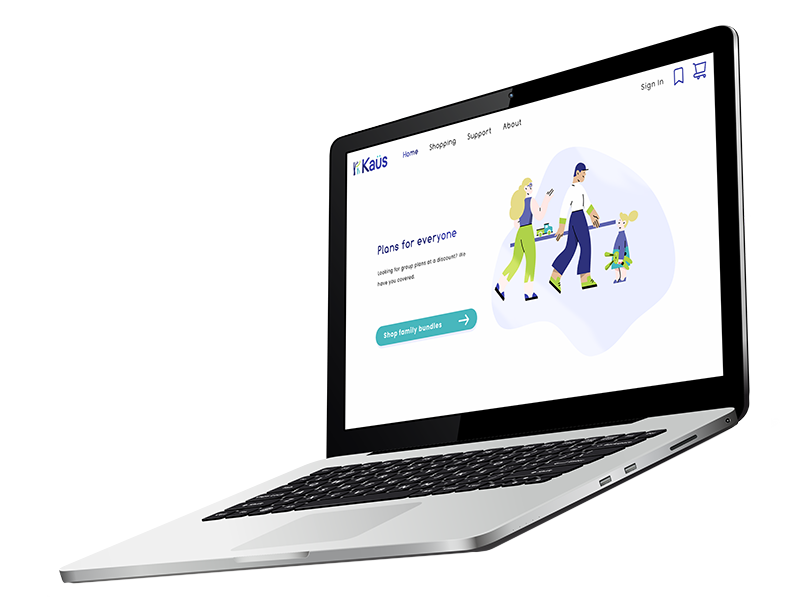 Kaüs
Home
Shopping
Support
About
Sign In
Plans for everyone
Looking for group plans at a discount? We
have you covered.
Shop family bundles